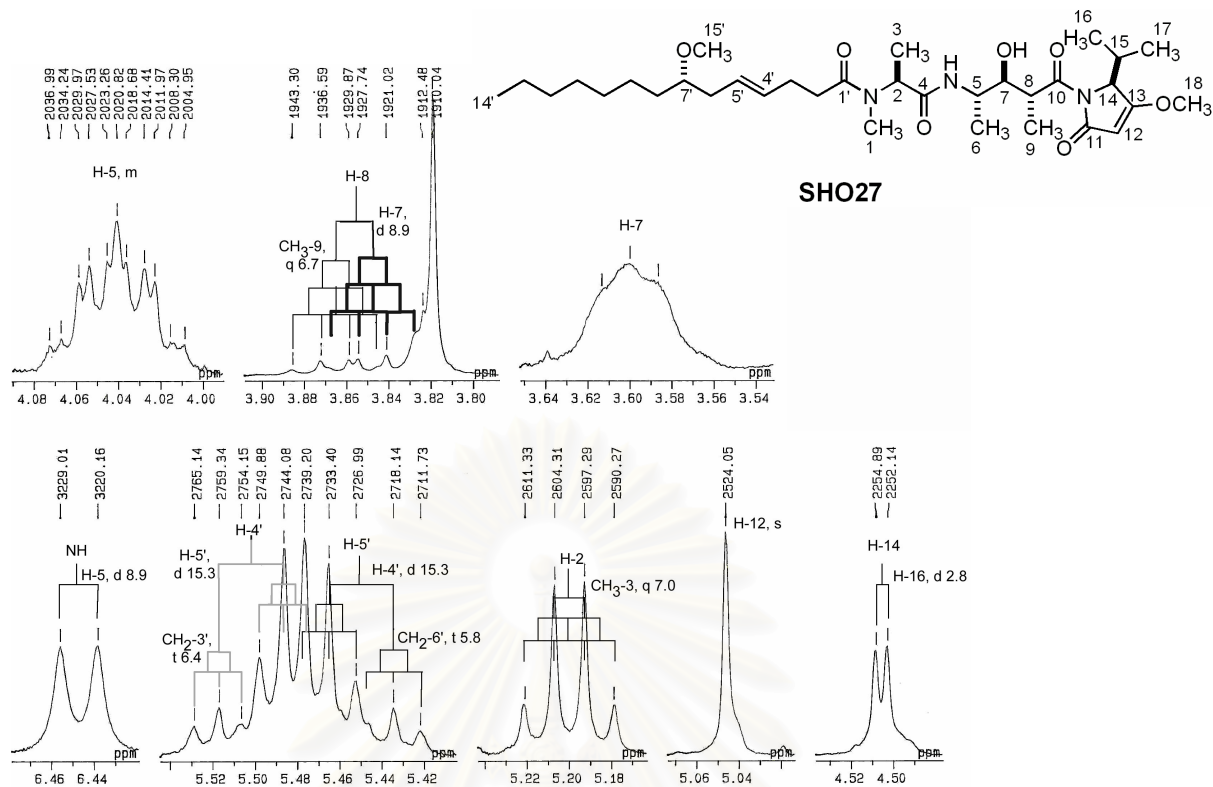 2036.99
2034.24
2029.97
2027.53
2023.26
2020.82
2018.68
2014.41
2011.97
2008.30
2004.95
H-5, m
ppm
4.08 4.06 4.04 4.02 4.00
1943.30
1936.59
1929.87
1927.74
1921.02
1912.48
1910.04
H-8
H-7,
d 8.9
CH3-9,
q 6.7
ppm
3.90 3.88 3.86 3.84 3.82 3.80
H-7
ppm
3.64 3.62 3.60 3.58 3.56 3.54
15'
OCH3
14'
7'
5'
4'
O
1'
N
CH3
1
3
CH3
2
4
O
H
N
5
CH3
6
OH
7
8
CH3
9
O
10
N
16
H3C
15
17
CH3
14
13
18
OCH3
12
11
O
SHO27
3229.01
3220.16
NH
H-5, d 8.9
ppm
6.46 6.44
2765.14
2759.34
2754.15
2749.88
2744.08
2739.20
2733.40
2726.99
2718.14
2711.73
H-4'
H-5',
d 15.3
CH2-3',
t 6.4
H-5'
H-4', d 15.3
CH2-6', t 5.8
ppm
5.52 5.50 5.48 5.46 5.44 5.42
2611.33
2604.31
2597.29
2590.27
H-2
CH3-3, q 7.0
ppm
5.22 5.20 5.18
2524.05
H-12, s
ppm
5.06 5.04
2254.89
2252.14
H-14
H-16, d 2.8
ppm
4.52 4.50